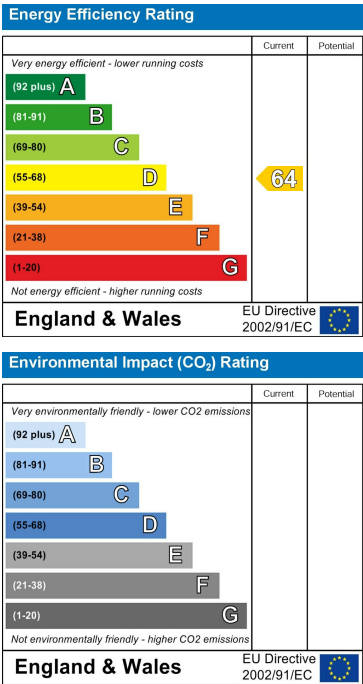 Energy Efficiency Rating
Current Potential
Very energy efficient - lower running costs
(92 plus) A
(81-91) B
(69-80) C
(55-68) D 64
(39-54) E
(21-38) F
(1-20) G
Not energy efficient - higher running costs
England & Wales EU Directive 2002/91/EC
Environmental Impact (CO₂) Rating
Current Potential
Very environmentally friendly - lower CO2 emissions
(92 plus) A
(81-91) B
(69-80) C
(55-68) D
(39-54) E
(21-38) F
(1-20) G
Not environmentally friendly - higher CO2 emissions
England & Wales EU Directive 2002/91/EC